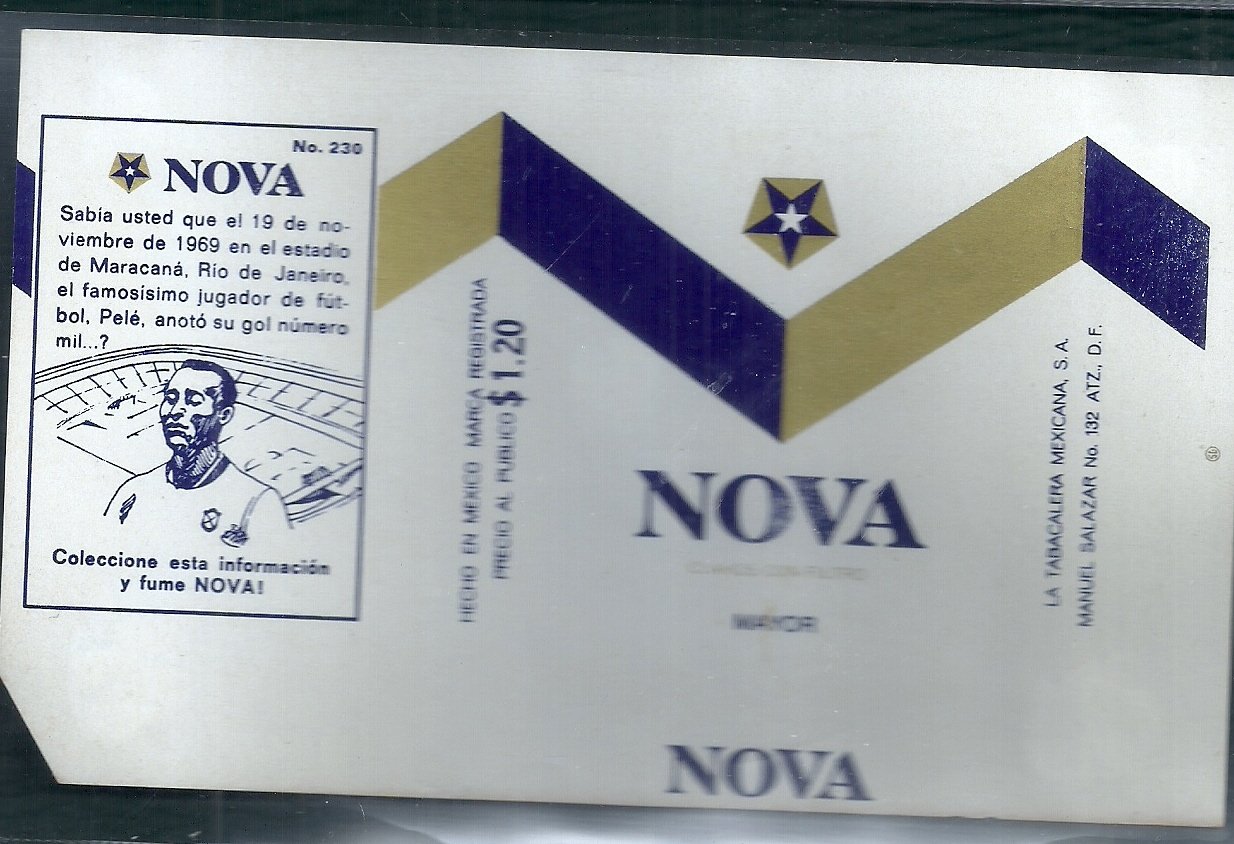 No. 230
NOVA
Sabía usted que el 19 de no-
viembre de 1969 en el estadio
de Maracaná, Río de Janeiro,
el famosísimo jugador de fút-
bol, Pelé, anotó su gol número
mil...?
Coleccione esta información
y fume NOVA!
HECHO EN MEXICO MARCA REGISTRADA
PRECIO AL PUBLICO $ 1.20
NOVA
CON FILTRO
MAYOR
NOVA
LA TABACALERA MEXICANA, S.A.
MANUEL SALAZAR No. 132 ATZ., D.F.